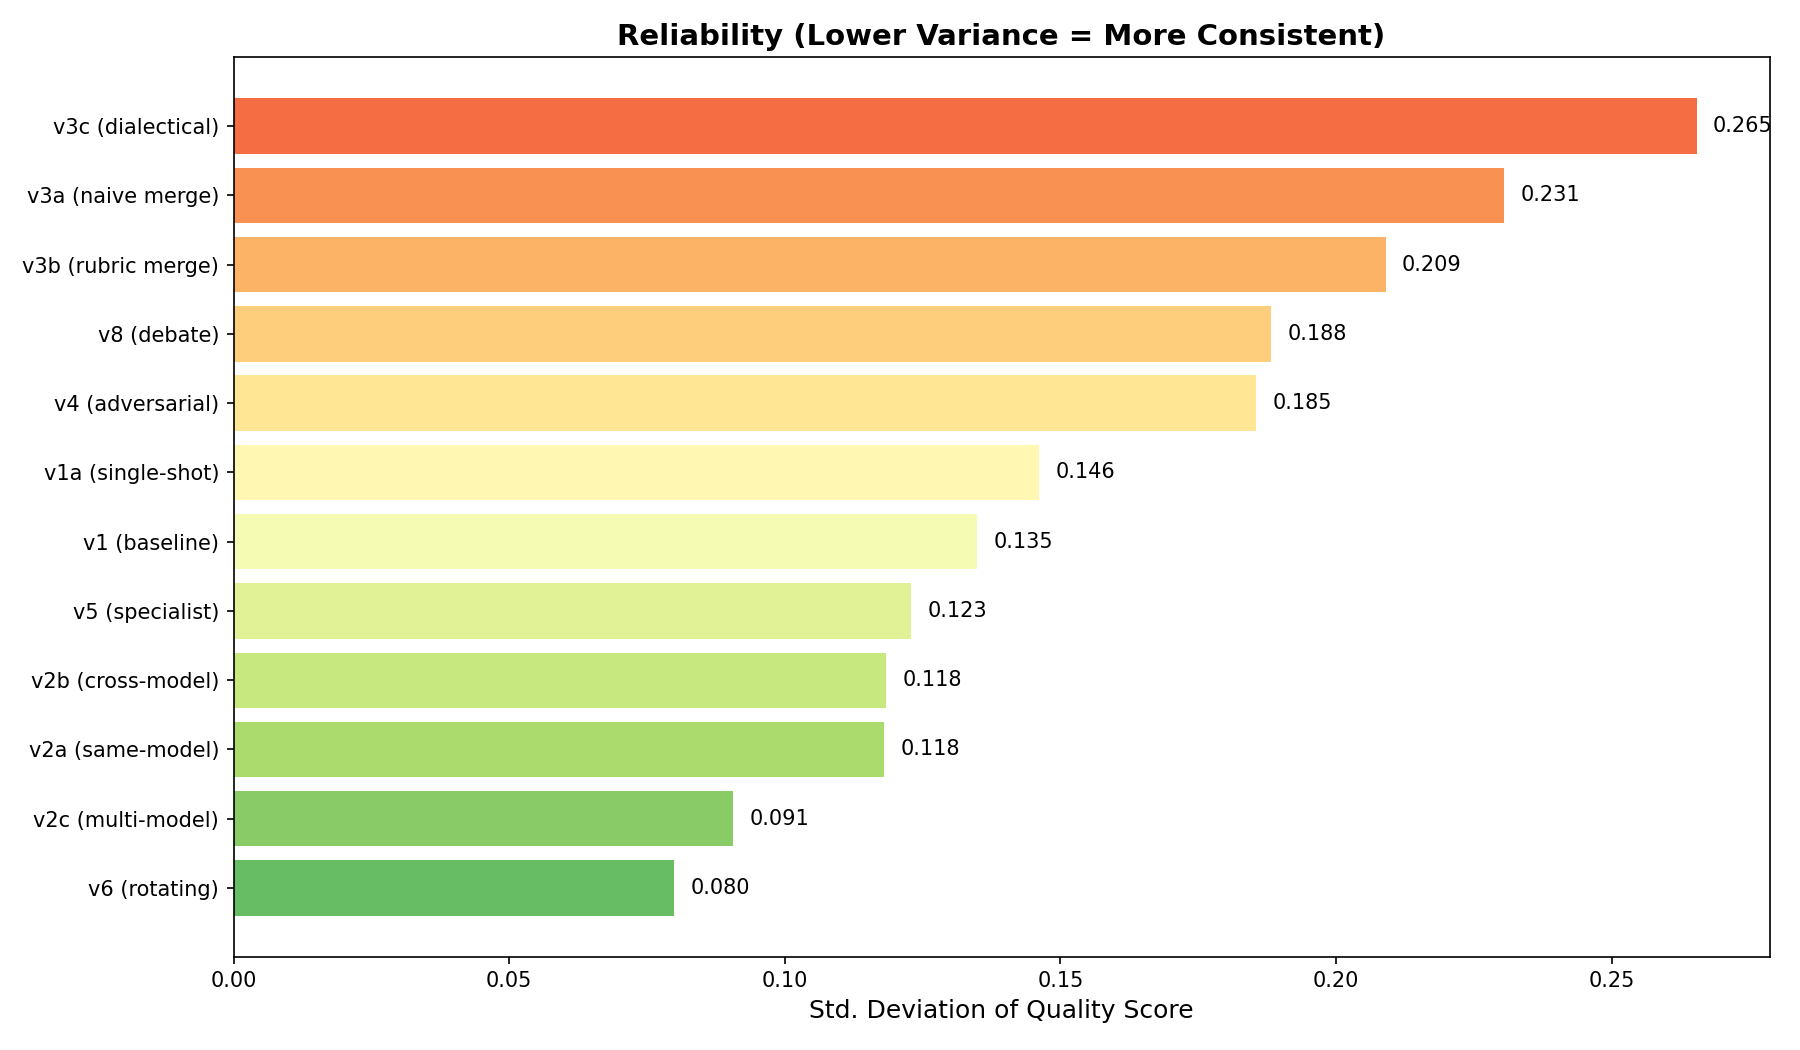 Reliability (Lower Variance = More Consistent)
v3c (dialectical) 0.265
v3a (naive merge) 0.231
v3b (rubric merge) 0.209
v8 (debate) 0.188
v4 (adversarial) 0.185
v1a (single-shot) 0.146
v1 (baseline) 0.135
v5 (specialist) 0.123
v2b (cross-model) 0.118
v2a (same-model) 0.118
v2c (multi-model) 0.091
v6 (rotating) 0.080
0.00 0.05 0.10 0.15 0.20 0.25
Std. Deviation of Quality Score